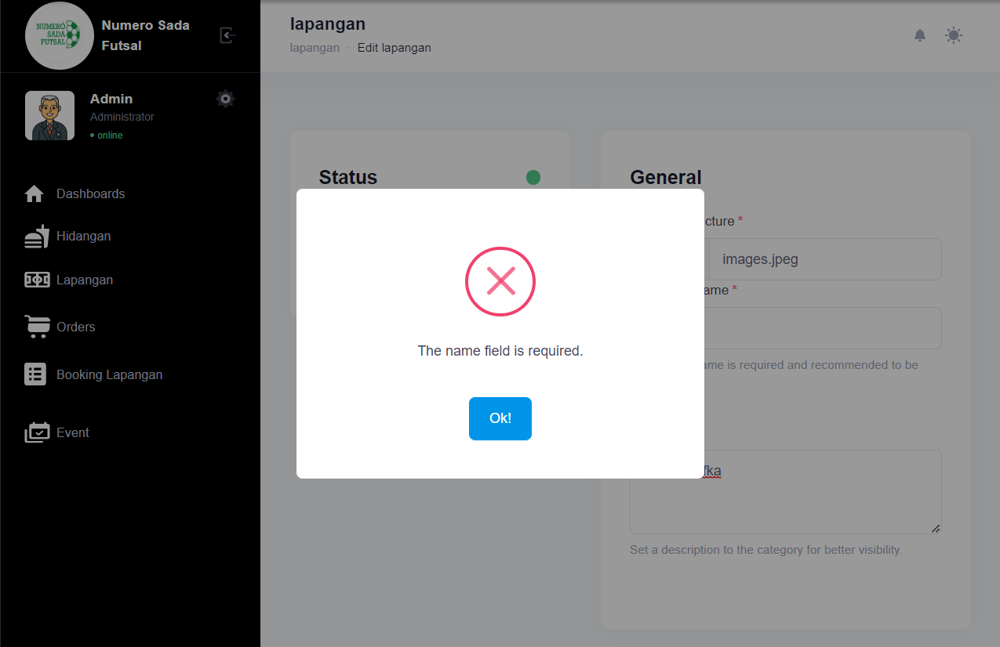 NUMERO
SADA
FUTSAL
Numero Sada
Futsal
Admin
Administrator
online
Dashboards
Hidangan
Lapangan
Orders
Booking Lapangan
Event
lapangan
lapangan - Edit lapangan
Status
General
cture *
images.jpeg
ame *
ame is required and recommended to be
fka
Set a description to the category for better visibility.
The name field is required.
Ok!